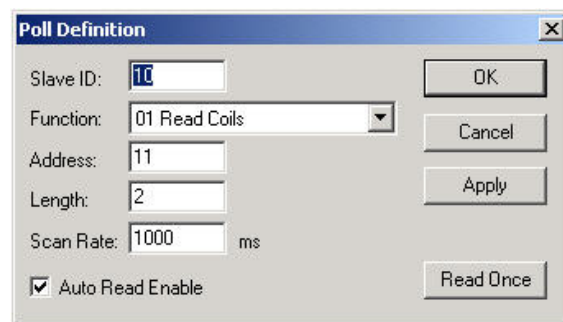 Poll Definition
Slave ID: 10
OK
Function: 01 Read Coils
Cancel
Address: 11
Length: 2
Apply
Scan Rate: 1000 ms
Auto Read Enable
Read Once